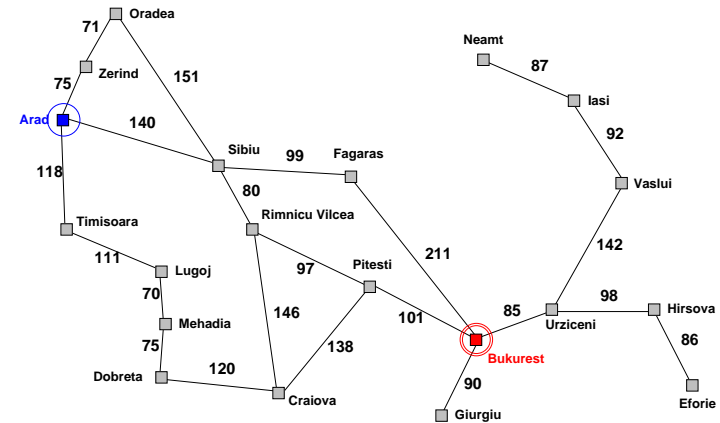 Oradea
71
Neamt
Zerind
87
75
151
Iasi
Arad
140
92
Sibiu
99
Fagaras
118
80
Vaslui
Timisoara
Rimnicu Vilcea
111
211
142
Lugoj
97
Pitesti
70
98
Hirsova
146
101
85
Mehadia
Urziceni
75
138
86
Bukurest
120
Dobreta
90
Craiova
Eforie
Giurgiu